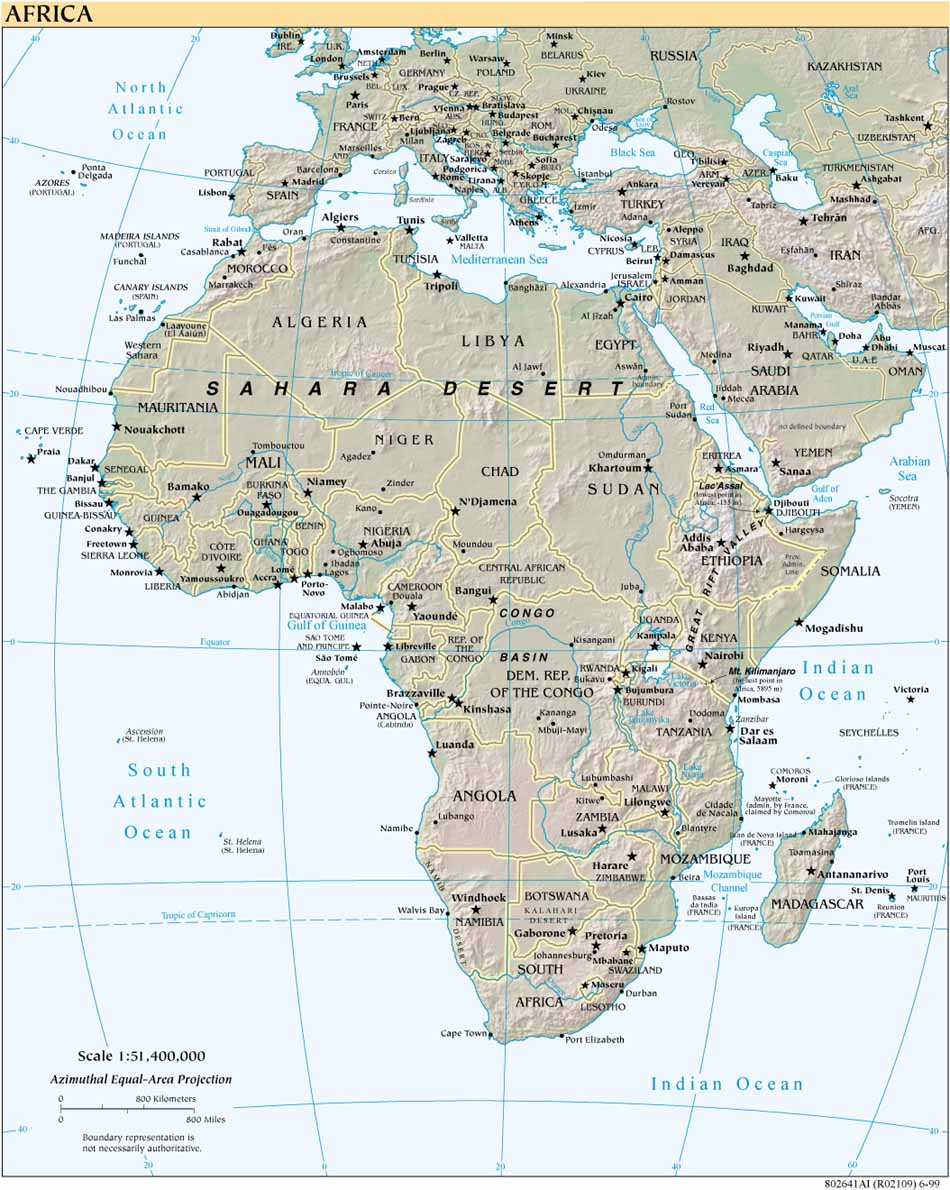 AFRICA
40
20
0
20
40
60
Dublin
IRE.
U.K.
London
Amsterdam
NETH.
Brussels
BEL.
LUX.
Berlin
GERMANY
Warsaw
POLAND
Minsk
BELARUS
RUSSIA
KAZAKHSTAN
North
Atlantic
Ocean
Paris
FRANCE
Prague
CZ. REP.
Kiev
UKRAINE
Aral
Sea
SWITZ.
Bern
Vienna
AUS.
Bratislava
Budapest
HUNG.
MOL.
Chisnau
Odesa
Rostov
Tashkent
UZBEKISTAN
Milan
Ljubljana
Zagreb
Belgrade
ROM.
Bucharest
Marseilles
AND.
Corsica
ITALY
Sarajevo
Serbia
Podgorica
Rome
Naples
Sofia
BULG.
Skopje
F.Y.R.O.M.
Tirana
ALB.
Black Sea
GEO.
Tbilisi
ARM.
Yerevan
AZER.
Baku
Caspian
Sea
TURKMENISTAN
Ashgabat
Mashhad
40
AZORES
(PORTUGAL)
Ponta
Delgada
PORTUGAL
Lisbon
Madrid
SPAIN
Barcelona
Sardinia
Sicily
GREECE
Athens
İstanbul
İzmir
Ankara
TURKEY
Adana
Tabriz
Tehrān
AFG.
Strait of Gibraltar
Algiers
Oran
Constantine
Tunis
TUNISIA
Valletta
MALTA
Mediterranean Sea
Nicosia
CYPRUS
Aleppo
SYRIA
LEB.
Beirut
Damascus
IRAQ
Baghdad
Eşfahān
IRAN
MADEIRA ISLANDS
(PORTUGAL)
Funchal
Rabat
Casablanca
Fès
MOROCCO
Marrakech
Tripoli
Banghāzī
Alexandria
Jerusalem
ISRAEL
Amman
JORDAN
Cairo
Al Jīzah
Kuwait
KUWAIT
Shīrāz
Bandar
Abbās
CANARY ISLANDS
(SPAIN)
Las Palmas
Laayoune
(El Aaiún)
Western
Sahara
ALGERIA
LIBYA
Al Jawf
EGYPT
Aswān
Admin.
boundary
Persian
Gulf
Manama
BAHR.
Doha
QATAR
Abu
Dhabi
U.A.E.
Muscat
OMAN
Riyadh
SAUDI
ARABIA
Medina
Jiddah
Mecca
Tropic of Cancer
SAHARA DESERT
20
Nouadhibou
MAURITANIA
Nouakchott
Port
Sudan
Red
Sea
no defined boundary
CAPE VERDE
Praia
Dakar
SENEGAL
Banjul
THE GAMBIA
Bissau
GUINEA-BISSAU
Tombouctou
MALI
Bamako
Niger
NIGER
Agadez
Niamey
Zinder
CHAD
N'Djamena
Nile
Omdurman
Khartoum
SUDAN
ERITREA
Asmara
YEMEN
Sanaa
Arabian
Sea
Socotra
(YEMEN)
Gulf of
Aden
Lac'Assal
(lowest point in
Africa, -155 m)
Djibouti
DJIBOUTI
BURKINA
FASO
Ouagadougou
BENIN
GUINEA
Conakry
Freetown
SIERRA LEONE
Monrovia
LIBERIA
CÔTE
D'IVOIRE
Yamoussoukro
Abidjan
GHANA
TOGO
Accra
Lome
Porto-
Novo
Kano
NIGERIA
Abuja
Ogbomoso
Ibadan
Lagos
Moundou
CENTRAL AFRICAN
REPUBLIC
Bangui
Addis
Ababa
ETHIOPIA
Hargeysa
Prov.
Admin.
Line
SOMALIA
GREAT RIFT VALLEY
Mogadishu
CAMEROON
Douala
Yaoundé
Malabo
EQUATORIAL GUINEA
Gulf of Guinea
SAO TOME
AND PRINCIPE
São Tomé
Annobón
(EQUA. GUI.)
Libreville
GABON
REP. OF
THE
CONGO
CONGO
BASIN
Congo
Kisangani
Juba
UGANDA
Kampala
KENYA
Nairobi
Equator
0
RWANDA
Kigali
Bukavu
Bujumbura
BURUNDI
Lake
Victoria
Mt. Kilimanjaro
(highest point in
Africa, 5895 m)
Mombasa
Indian
Ocean
Victoria
SEYCHELLES
DEM. REP.
OF THE CONGO
Brazzaville
Pointe-Noire
Kinshasa
ANGOLA
(Cabinda)
Kananga
Mbuji-Mayi
Lake
Tanganyika
Dodoma
TANZANIA
Zanzibar
Dar es
Salaam
Luanda
Ascension
(St. Helena)
South
Atlantic
Ocean
St. Helena
(St. Helena)
ANGOLA
Lubango
Namibe
Lubumbashi
Kitwe
ZAMBIA
Lusaka
MALAWI
Lilongwe
Lake
Nyasa
Blantyre
Cidade
de Nacala
COMOROS
Moroni
Mayotte
(admin. by France,
claimed by Comoros)
Glorioso Islands
(FRANCE)
Juan de Nova Island
(FRANCE)
Mahajanga
Toamasina
Antananarivo
MADAGASCAR
Tromelin Island
(FRANCE)
Port
Louis
MAURITIUS
St. Denis
Reunion
(FRANCE)
Harare
ZIMBABWE
MOZAMBIQUE
Beira
Mozambique
Channel
Bassas
da India
(FRANCE)
Europa
Island
(FRANCE)
20
20
NAMIB
DESERT
Windhoek
NAMIBIA
Walvis Bay
BOTSWANA
KALAHARI
DESERT
Gaborone
Pretoria
Johannesburg
Mbabane
SWAZILAND
Maputo
Tropic of Capricorn
SOUTH
AFRICA
Maseru
LESOTHO
Durban
Cape Town
Port Elizabeth
Indian Ocean
Scale 1:51,400,000
Azimuthal Equal-Area Projection
0 800 Kilometers
0 800 Miles
Boundary representation is
not necessarily authoritative.
40
40
20
0
20
40
60
802641AI (R02109) 6-99